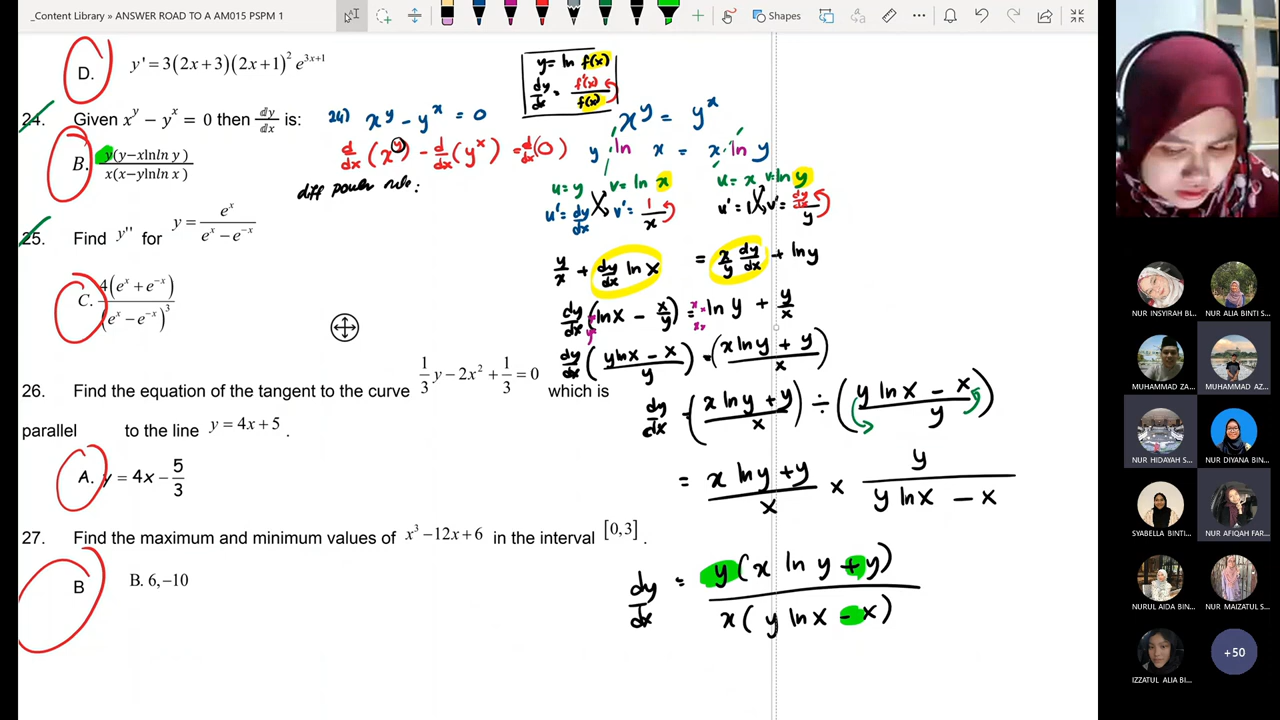 _Content Library » ANSWER ROAD TO A AM015 PSPM 1
Shapes
D. y' = 3(2x+3)(2x+1)² e^{3x+1}
y = ln f(x)
dy/dx = f'(x)/f(x)
24. Given x^y − y^x = 0 then dy/dx is:
B. y(y−xlnln y )/x(x−ylnln x )
24) x^y − y^x = 0
d/dx (x^y) − d/dx (y^x) = d/dx (0)
diff power rule:
x^y = y^x
y ln x = x ln y
u = y v = ln x
u' = dy/dx v' = 1/x
u = x v = ln y
u' = 1 v' = dy/dx / y
y/x + dy/dx ln x = x/y dy/dx + ln y
dy/dx (ln x − x/y) = ln y + y/x
dy/dx (y ln x − x / y) = (x ln y + y / x)
dy/dx = (x ln y + y / x) ÷ (y ln x − x / y)
= x ln y + y / x × y / y ln x − x
dy/dx = y(x ln y + y) / x(y ln x − x)
25. Find y'' for y = e^x/(e^x − e^{−x})
C. 4(e^x + e^{−x})/(e^x − e^{−x})³
26. Find the equation of the tangent to the curve 1/3 y − 2x² + 1/3 = 0 which is
parallel to the line y = 4x + 5 .
A. y = 4x − 5/3
27. Find the maximum and minimum values of x³ −12x + 6 in the interval [0,3] .
B B. 6,−10
NUR INSYIRAH BI...
NUR ALIA BINTI S...
MUHAMMAD ZA...
MUHAMMAD AZ...
NUR HIDAYAH S...
NUR DIYANA BIN...
SYABELLA BINTI...
NUR AFIQAH FAR...
NURUL AIDA BIN...
NUR MAIZATUL S...
IZZATUL ALIA BI...
+50